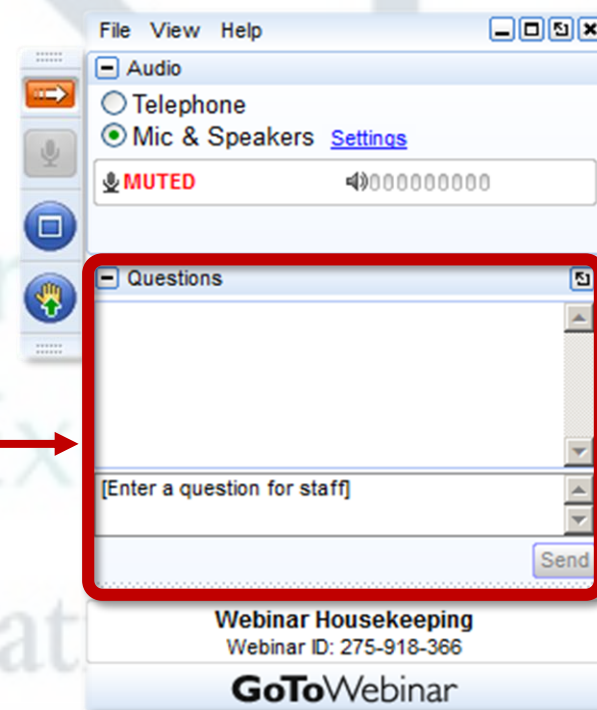 File View Help
Audio
Telephone
Mic & Speakers Settings
MUTED 000000000
Questions
[Enter a question for staff]
Send
Webinar Housekeeping
Webinar ID: 275-918-366
GoToWebinar